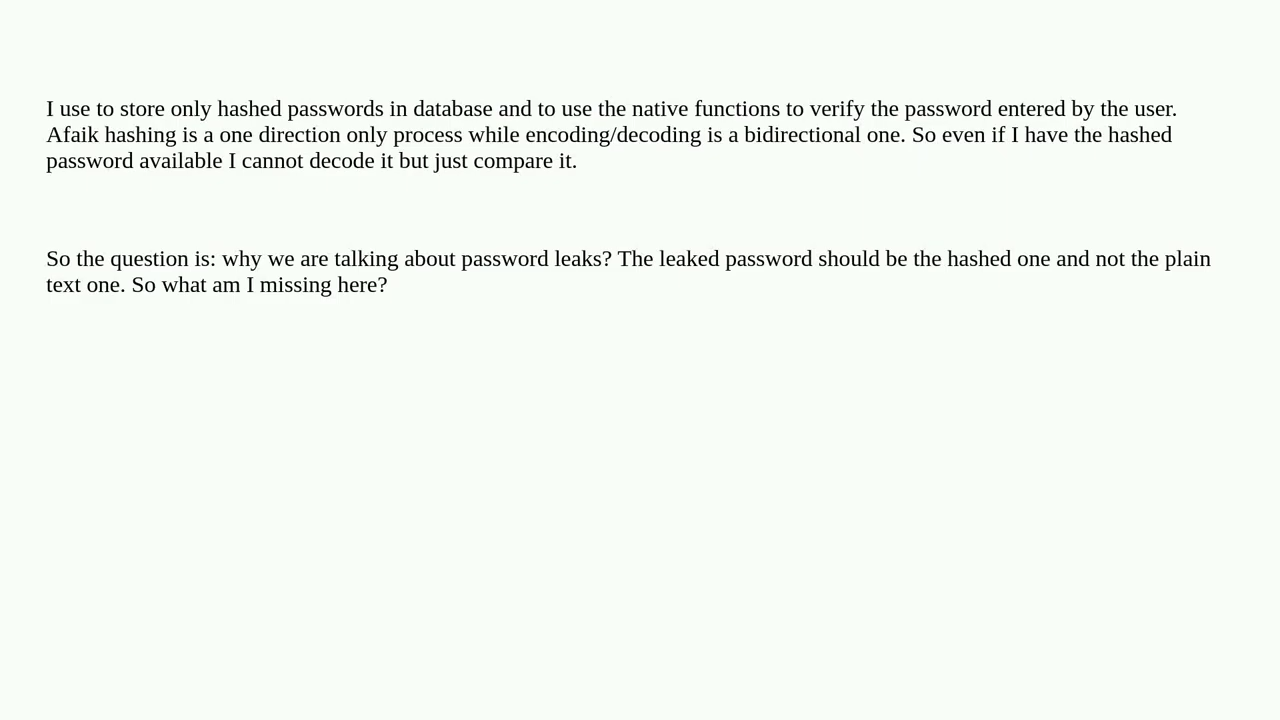 I use to store only hashed passwords in database and to use the native functions to verify the password entered by the user.
Afaik hashing is a one direction only process while encoding/decoding is a bidirectional one. So even if I have the hashed
password available I cannot decode it but just compare it.
So the question is: why we are talking about password leaks? The leaked password should be the hashed one and not the plain
text one. So what am I missing here?